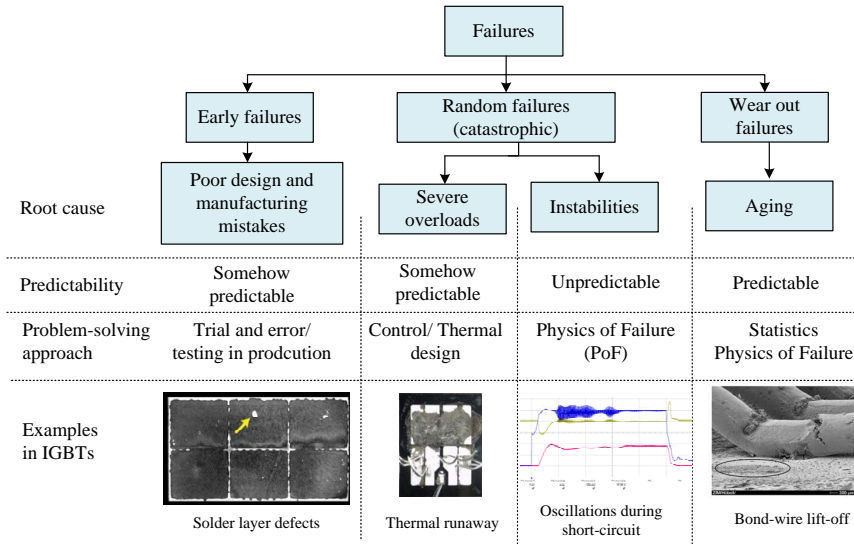 Failures
Early failures
Random failures
(catastrophic)
Wear out
failures
Root cause
Poor design and
manufacturing
mistakes
Severe
overloads
Instabilities
Aging
Predictability
Somehow
predictable
Somehow
predictable
Unpredictable
Predictable
Problem-solving
approach
Trial and error/
testing in prodcution
Control/ Thermal
design
Physics of Failure
(PoF)
Statistics
Physics of Failure
Examples
in IGBTs
Solder layer defects
Thermal runaway
Oscillations during
short-circuit
Bond-wire lift-off